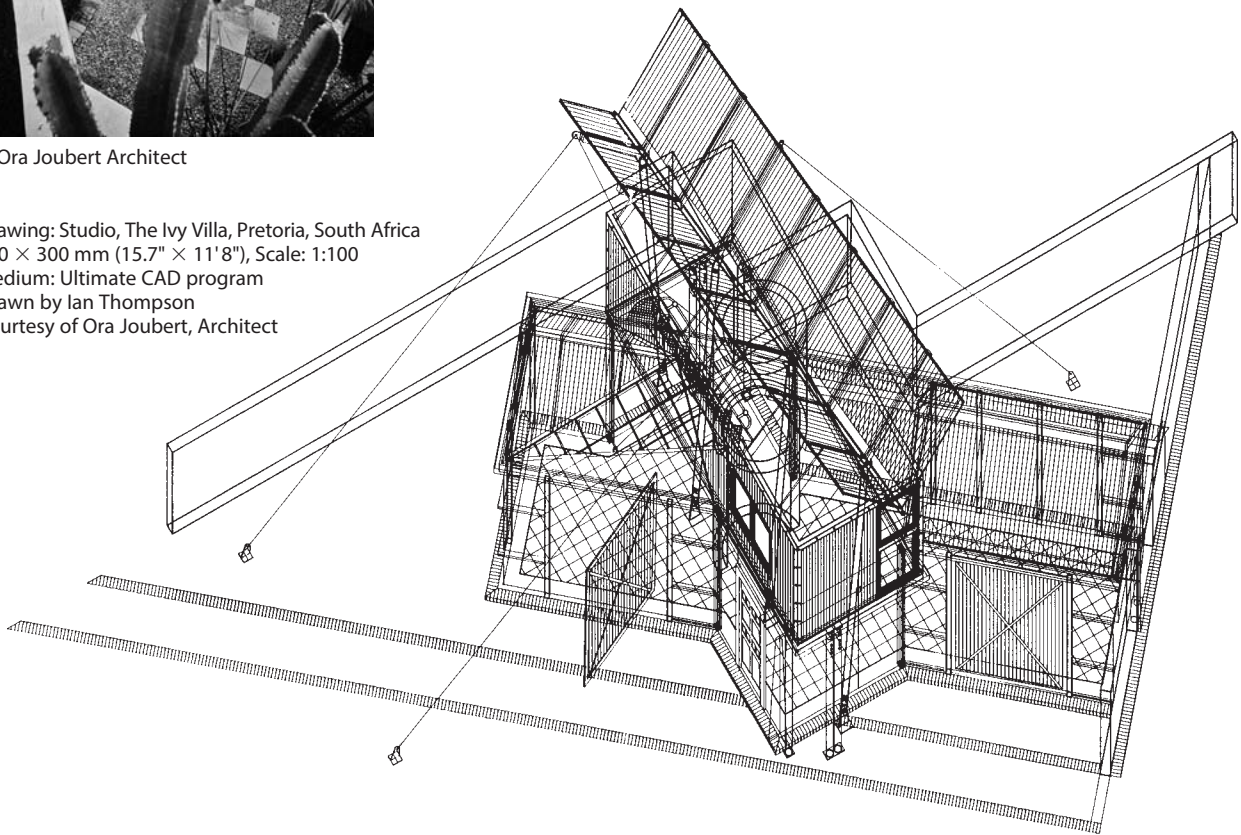 Ora Joubert Architect
awing: Studio, The Ivy Villa, Pretoria, South Africa
0 × 300 mm (15.7" × 11'8"), Scale: 1:100
edium: Ultimate CAD program
awn by Ian Thompson
urtesy of Ora Joubert, Architect